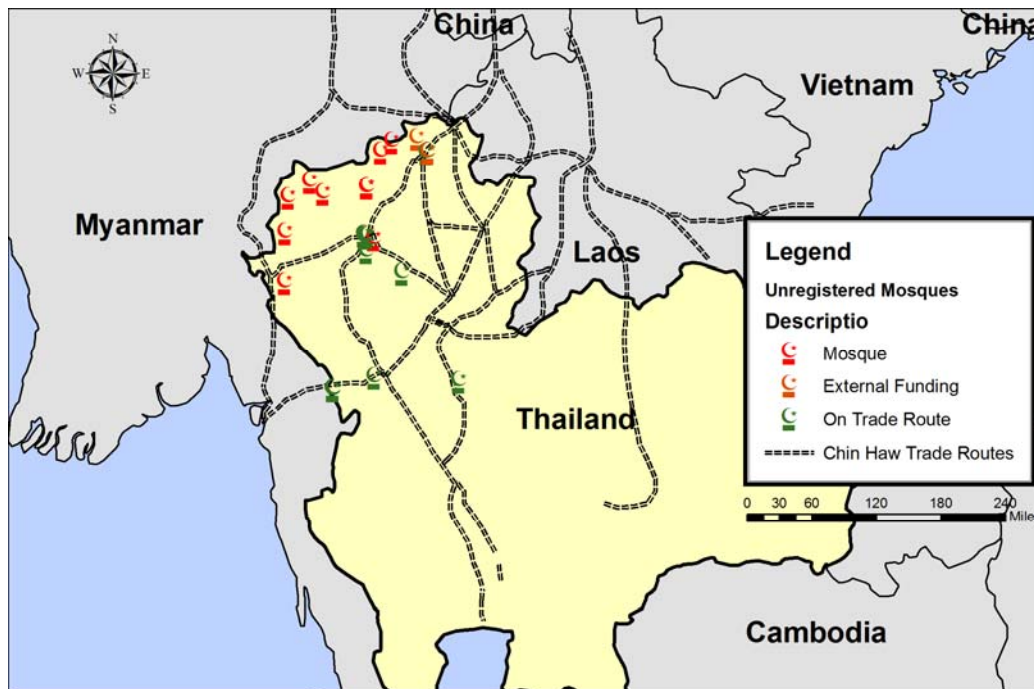 China
China
N
W
E
S
Vietnam
Myanmar
Laos
Legend
Unregistered Mosques
Descriptio
Mosque
External Funding
On Trade Route
Chin Haw Trade Routes
Thailand
0 30 60 120 180 240
Mile
Cambodia